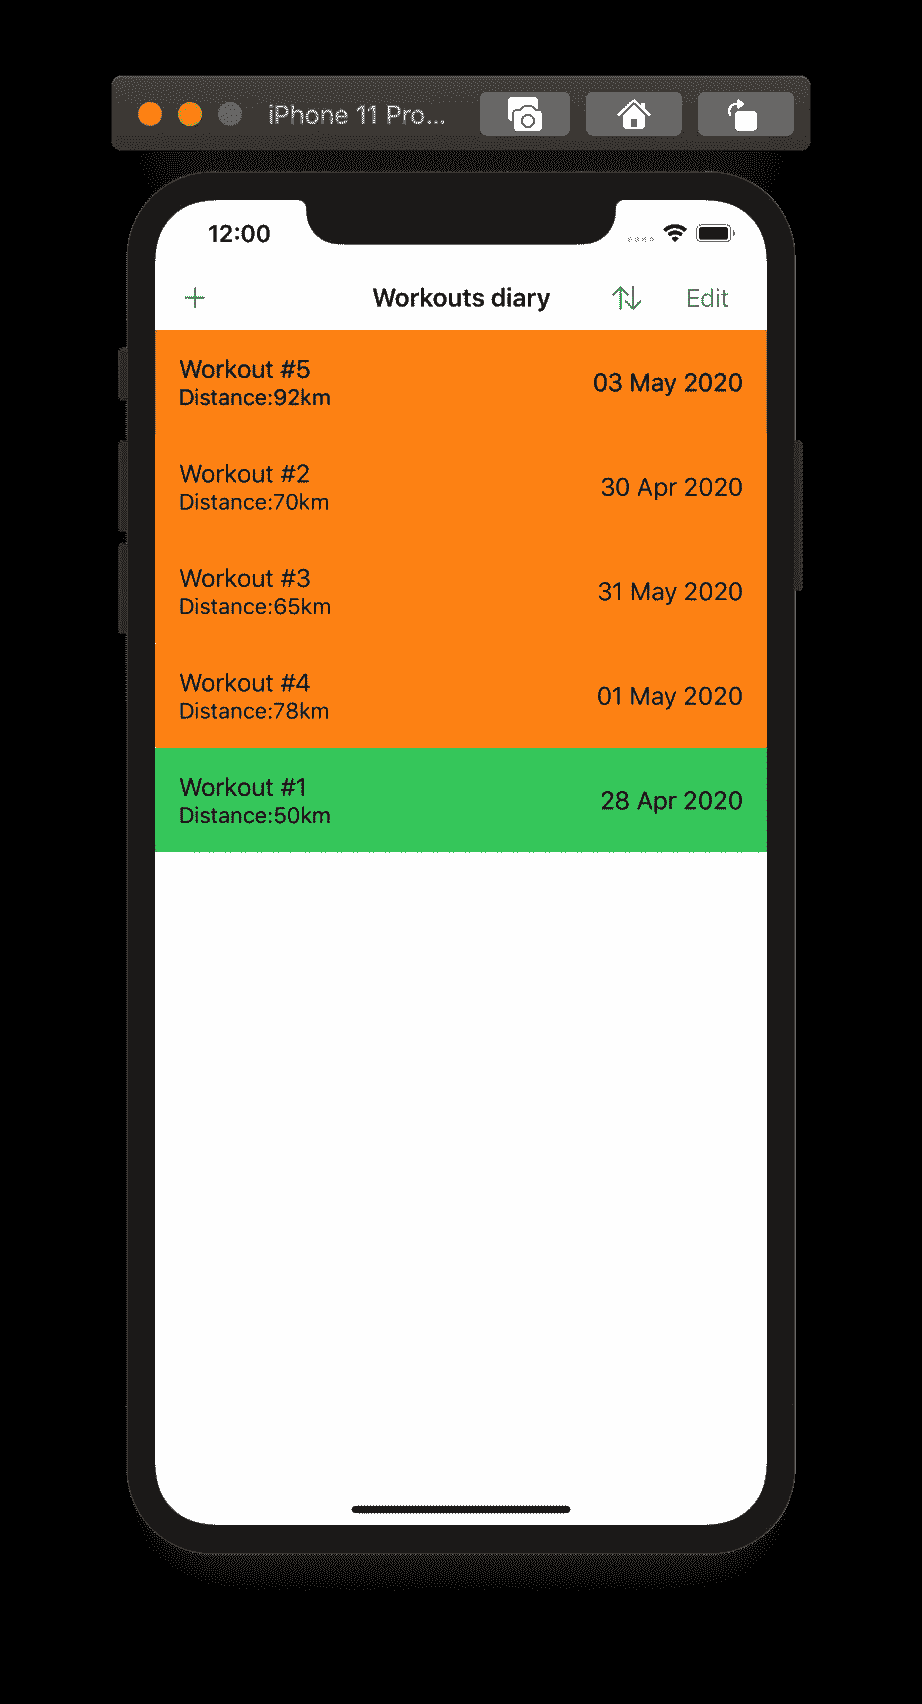 iPhone 11 Pro...
12:00
Workouts diary Edit
Workout #5
Distance:92km
03 May 2020
Workout #2
Distance:70km
30 Apr 2020
Workout #3
Distance:65km
31 May 2020
Workout #4
Distance:78km
01 May 2020
Workout #1
Distance:50km
28 Apr 2020